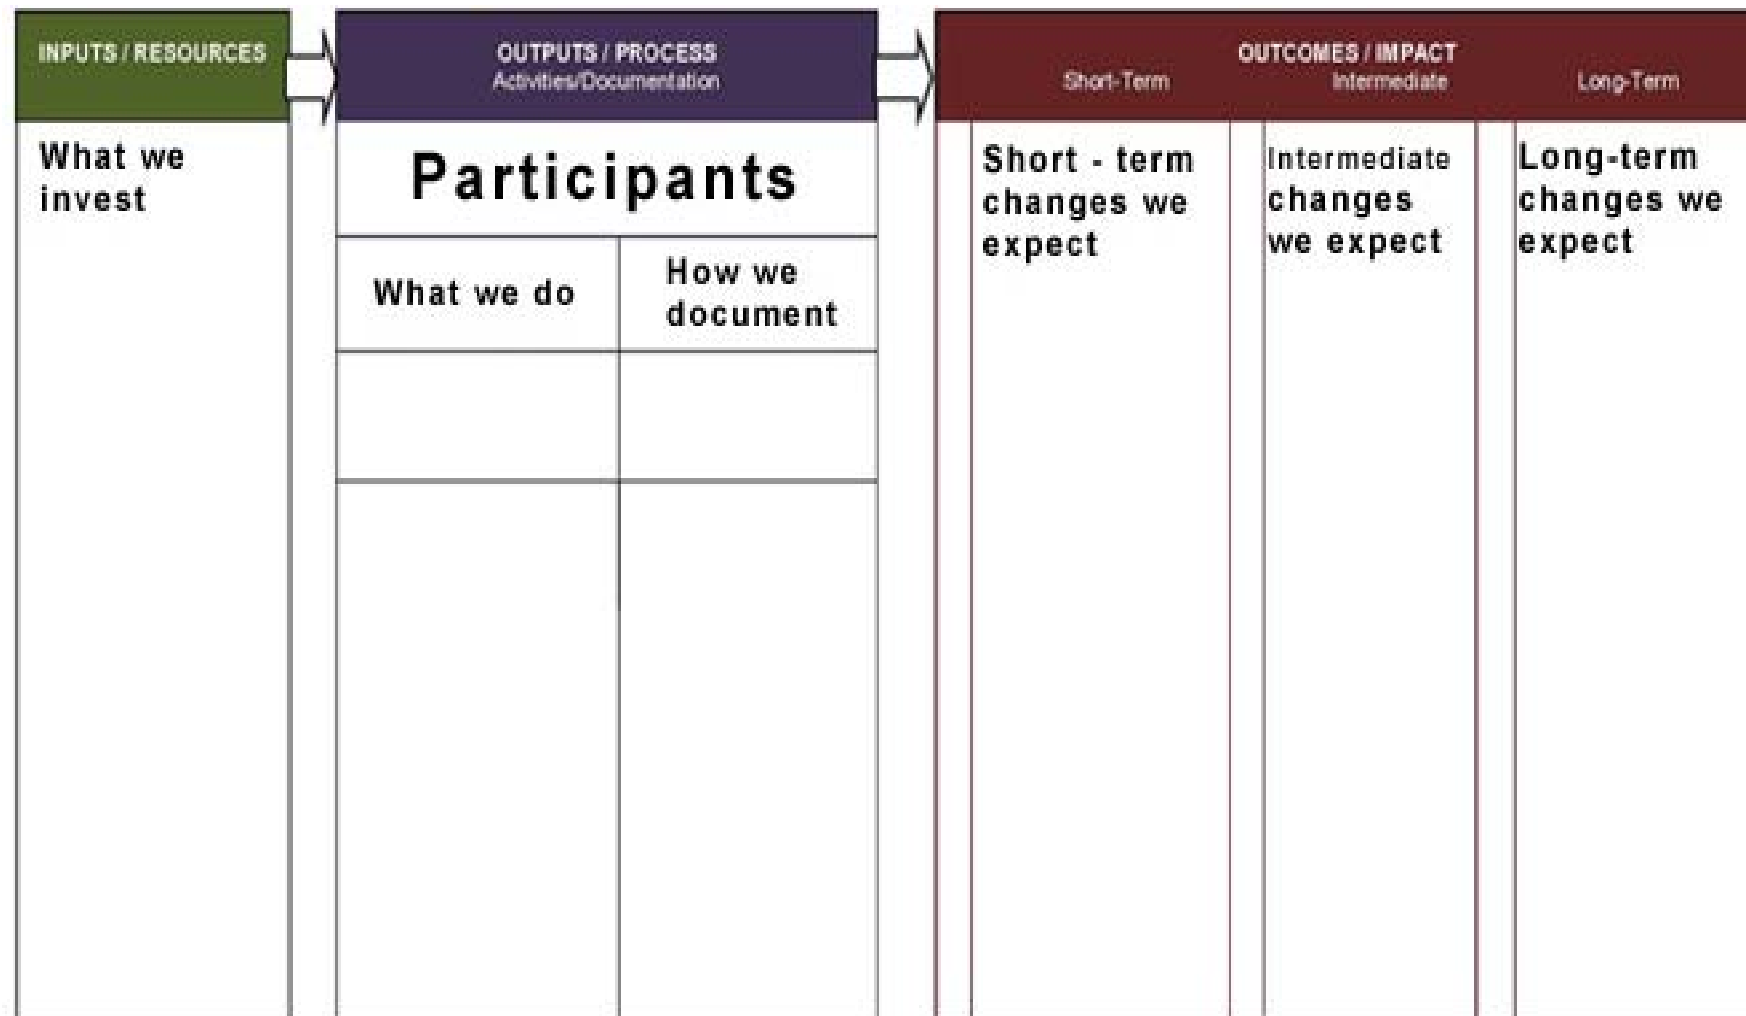 INPUTS / RESOURCES
OUTPUTS / PROCESS
Activities/Documentation
OUTCOMES / IMPACT
Short-Term Intermediate Long-Term
What we
invest
Participants
What we do
How we
document
Short - term
changes we
expect
Intermediate
changes
we expect
Long-term
changes we
expect